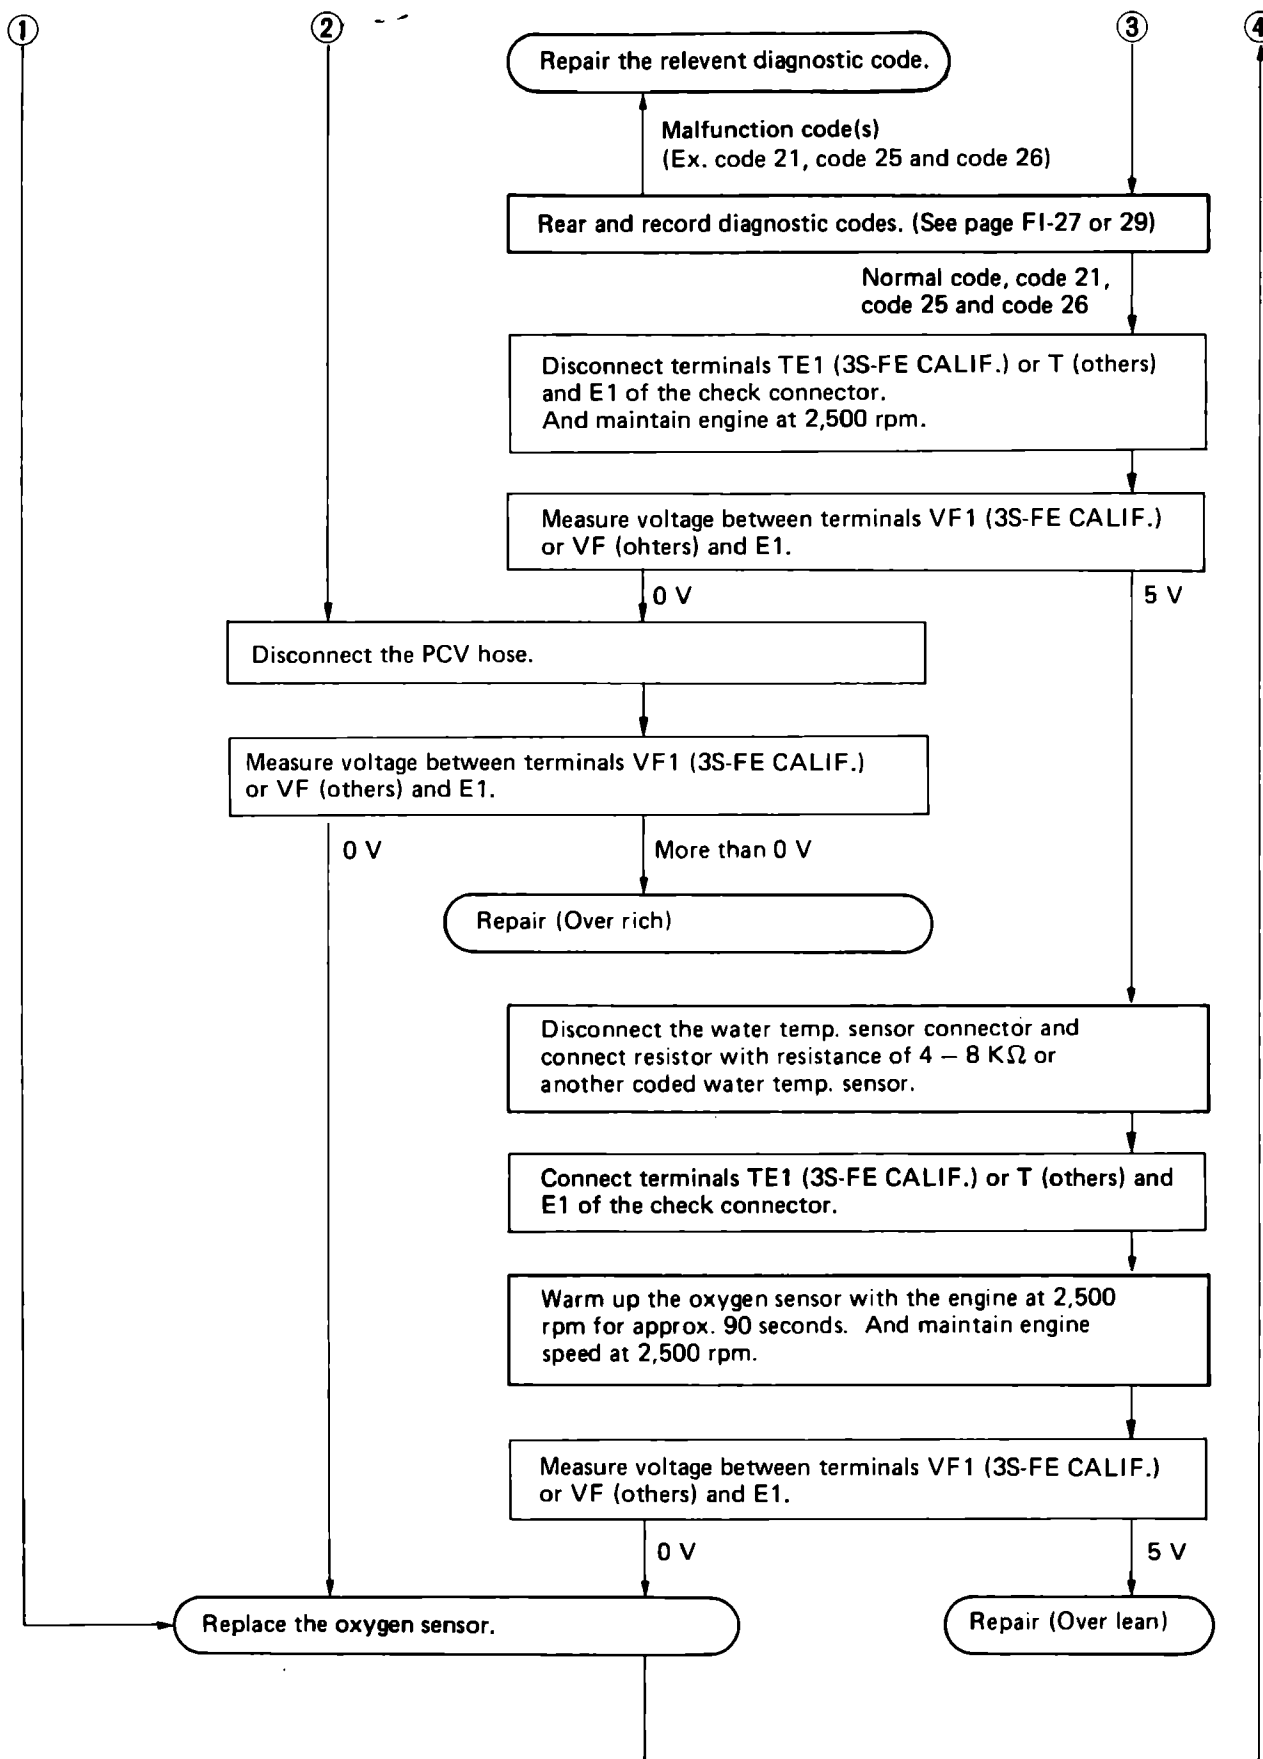 1
2
3
4
Repair the relevent diagnostic code.
Malfunction code(s)
(Ex. code 21, code 25 and code 26)
Rear and record diagnostic codes. (See page FI-27 or 29)
Normal code, code 21,
code 25 and code 26
Disconnect terminals TE1 (3S-FE CALIF.) or T (others)
and E1 of the check connector.
And maintain engine at 2,500 rpm.
Measure voltage between terminals VF1 (3S-FE CALIF.)
or VF (ohters) and E1.
0 V
5 V
Disconnect the PCV hose.
Measure voltage between terminals VF1 (3S-FE CALIF.)
or VF (others) and E1.
0 V
More than 0 V
Repair (Over rich)
Disconnect the water temp. sensor connector and
connect resistor with resistance of 4 – 8 KΩ or
another coded water temp. sensor.
Connect terminals TE1 (3S-FE CALIF.) or T (others) and
E1 of the check connector.
Warm up the oxygen sensor with the engine at 2,500
rpm for approx. 90 seconds. And maintain engine
speed at 2,500 rpm.
Measure voltage between terminals VF1 (3S-FE CALIF.)
or VF (others) and E1.
0 V
5 V
Replace the oxygen sensor.
Repair (Over lean)